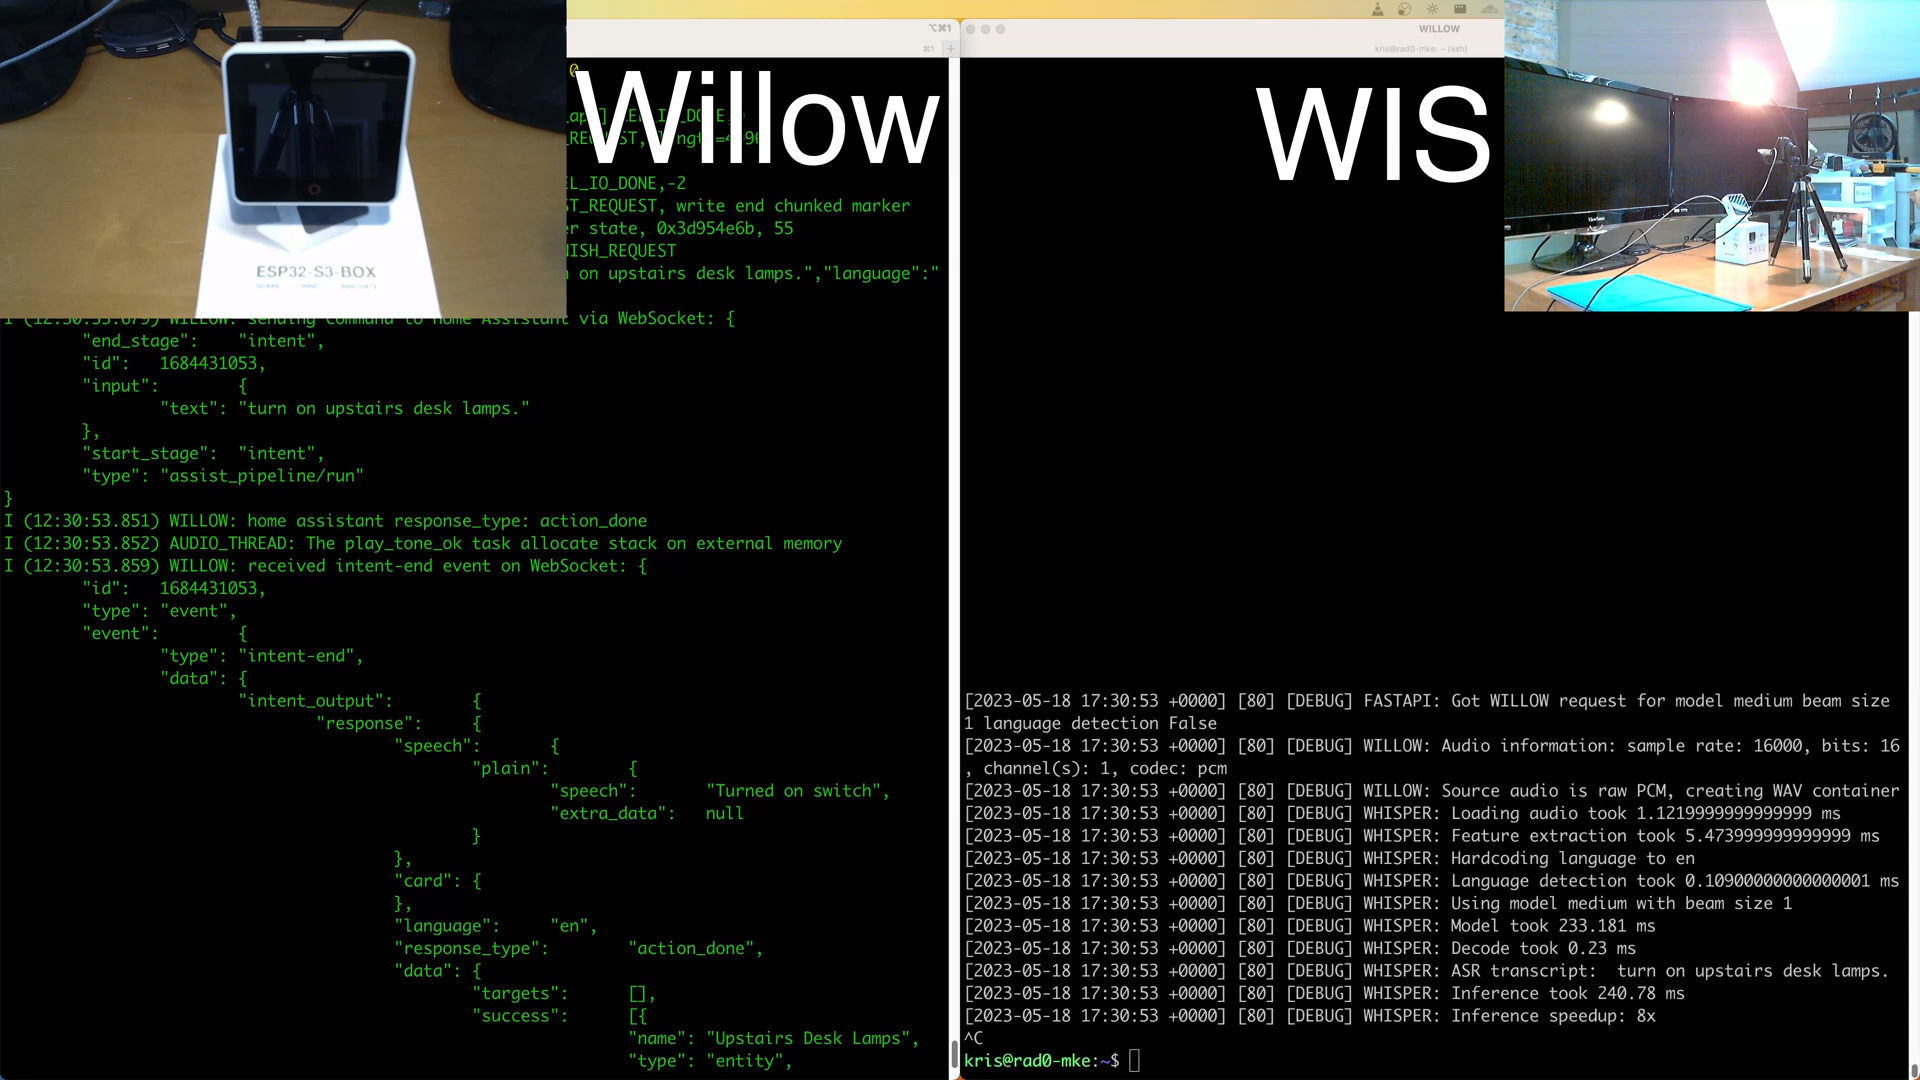 ⌥⌘1
⌘1
WILLOW
kris@rad0-mke: ~ (ssh)
Willow
WIS
ESP32-S3-BOX
EL_IO_DONE,-2
ST_REQUEST, write end chunked marker
er state, 0x3d954e6b, 55
NISH_REQUEST
n on upstairs desk lamps.","language":"
via WebSocket: {
"end_stage": "intent",
"id": 1684431053,
"input": {
"text": "turn on upstairs desk lamps."
},
"start_stage": "intent",
"type": "assist_pipeline/run"
}
I (12:30:53.851) WILLOW: home assistant response_type: action_done
I (12:30:53.852) AUDIO_THREAD: The play_tone_ok task allocate stack on external memory
I (12:30:53.859) WILLOW: received intent-end event on WebSocket: {
"id": 1684431053,
"type": "event",
"event": {
"type": "intent-end",
"data": {
"intent_output": {
"response": {
"speech": {
"plain": {
"speech": "Turned on switch",
"extra_data": null
}
},
"card": {
},
"language": "en",
"response_type": "action_done",
"data": {
"targets": [],
"success": [{
"name": "Upstairs Desk Lamps",
"type": "entity",
[2023-05-18 17:30:53 +0000] [80] [DEBUG] FASTAPI: Got WILLOW request for model medium beam size
1 language detection False
[2023-05-18 17:30:53 +0000] [80] [DEBUG] WILLOW: Audio information: sample rate: 16000, bits: 16
, channel(s): 1, codec: pcm
[2023-05-18 17:30:53 +0000] [80] [DEBUG] WILLOW: Source audio is raw PCM, creating WAV container
[2023-05-18 17:30:53 +0000] [80] [DEBUG] WHISPER: Loading audio took 1.1219999999999999 ms
[2023-05-18 17:30:53 +0000] [80] [DEBUG] WHISPER: Feature extraction took 5.473999999999999 ms
[2023-05-18 17:30:53 +0000] [80] [DEBUG] WHISPER: Hardcoding language to en
[2023-05-18 17:30:53 +0000] [80] [DEBUG] WHISPER: Language detection took 0.10900000000000001 ms
[2023-05-18 17:30:53 +0000] [80] [DEBUG] WHISPER: Using model medium with beam size 1
[2023-05-18 17:30:53 +0000] [80] [DEBUG] WHISPER: Model took 233.181 ms
[2023-05-18 17:30:53 +0000] [80] [DEBUG] WHISPER: Decode took 0.23 ms
[2023-05-18 17:30:53 +0000] [80] [DEBUG] WHISPER: ASR transcript:  turn on upstairs desk lamps.
[2023-05-18 17:30:53 +0000] [80] [DEBUG] WHISPER: Inference took 240.78 ms
[2023-05-18 17:30:53 +0000] [80] [DEBUG] WHISPER: Inference speedup: 8x
^C
kris@rad0-mke:~$